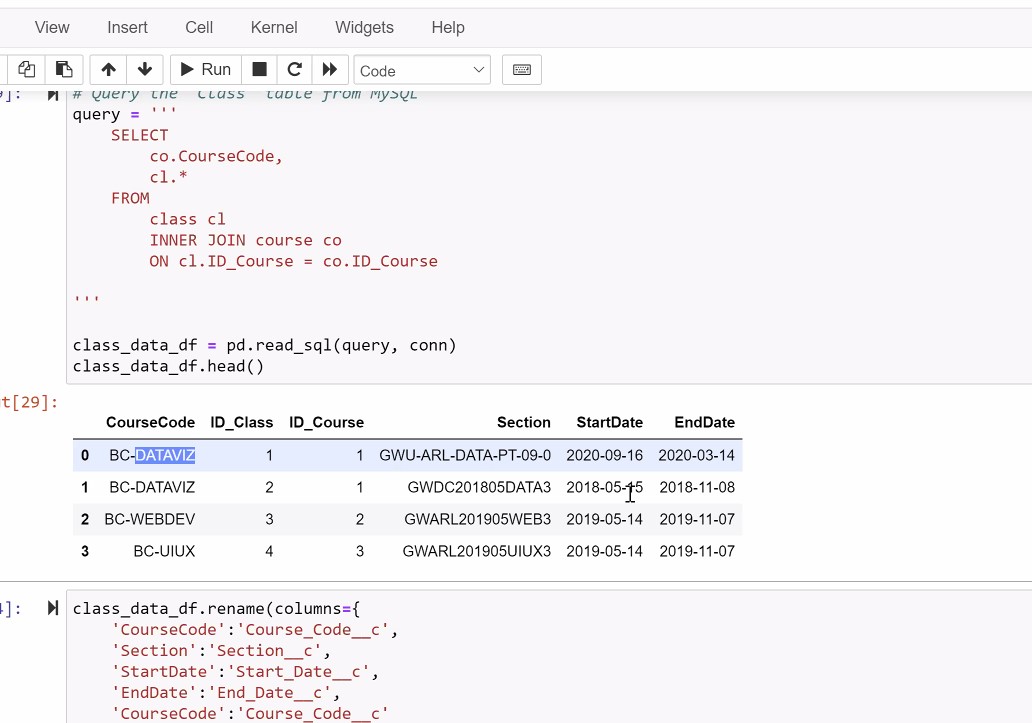 View Insert Cell Kernel Widgets Help
Run Code
9]: # Query the "Class" table from MySQL
query = '''
SELECT
co.CourseCode,
cl.*
FROM
class cl
INNER JOIN course co
ON cl.ID_Course = co.ID_Course
'''
class_data_df = pd.read_sql(query, conn)
class_data_df.head()
t[29]:
CourseCode ID_Class ID_Course Section StartDate EndDate
0 BC-DATAVIZ 1 1 GWU-ARL-DATA-PT-09-0 2020-09-16 2020-03-14
1 BC-DATAVIZ 2 1 GWDC201805DATA3 2018-05-15 2018-11-08
2 BC-WEBDEV 3 2 GWARL201905WEB3 2019-05-14 2019-11-07
3 BC-UIUX 4 3 GWARL201905UIUX3 2019-05-14 2019-11-07
4]: class_data_df.rename(columns={
'CourseCode':'Course_Code__c',
'Section':'Section__c',
'StartDate':'Start_Date__c',
'EndDate':'End_Date__c',
'CourseCode':'Course_Code__c'